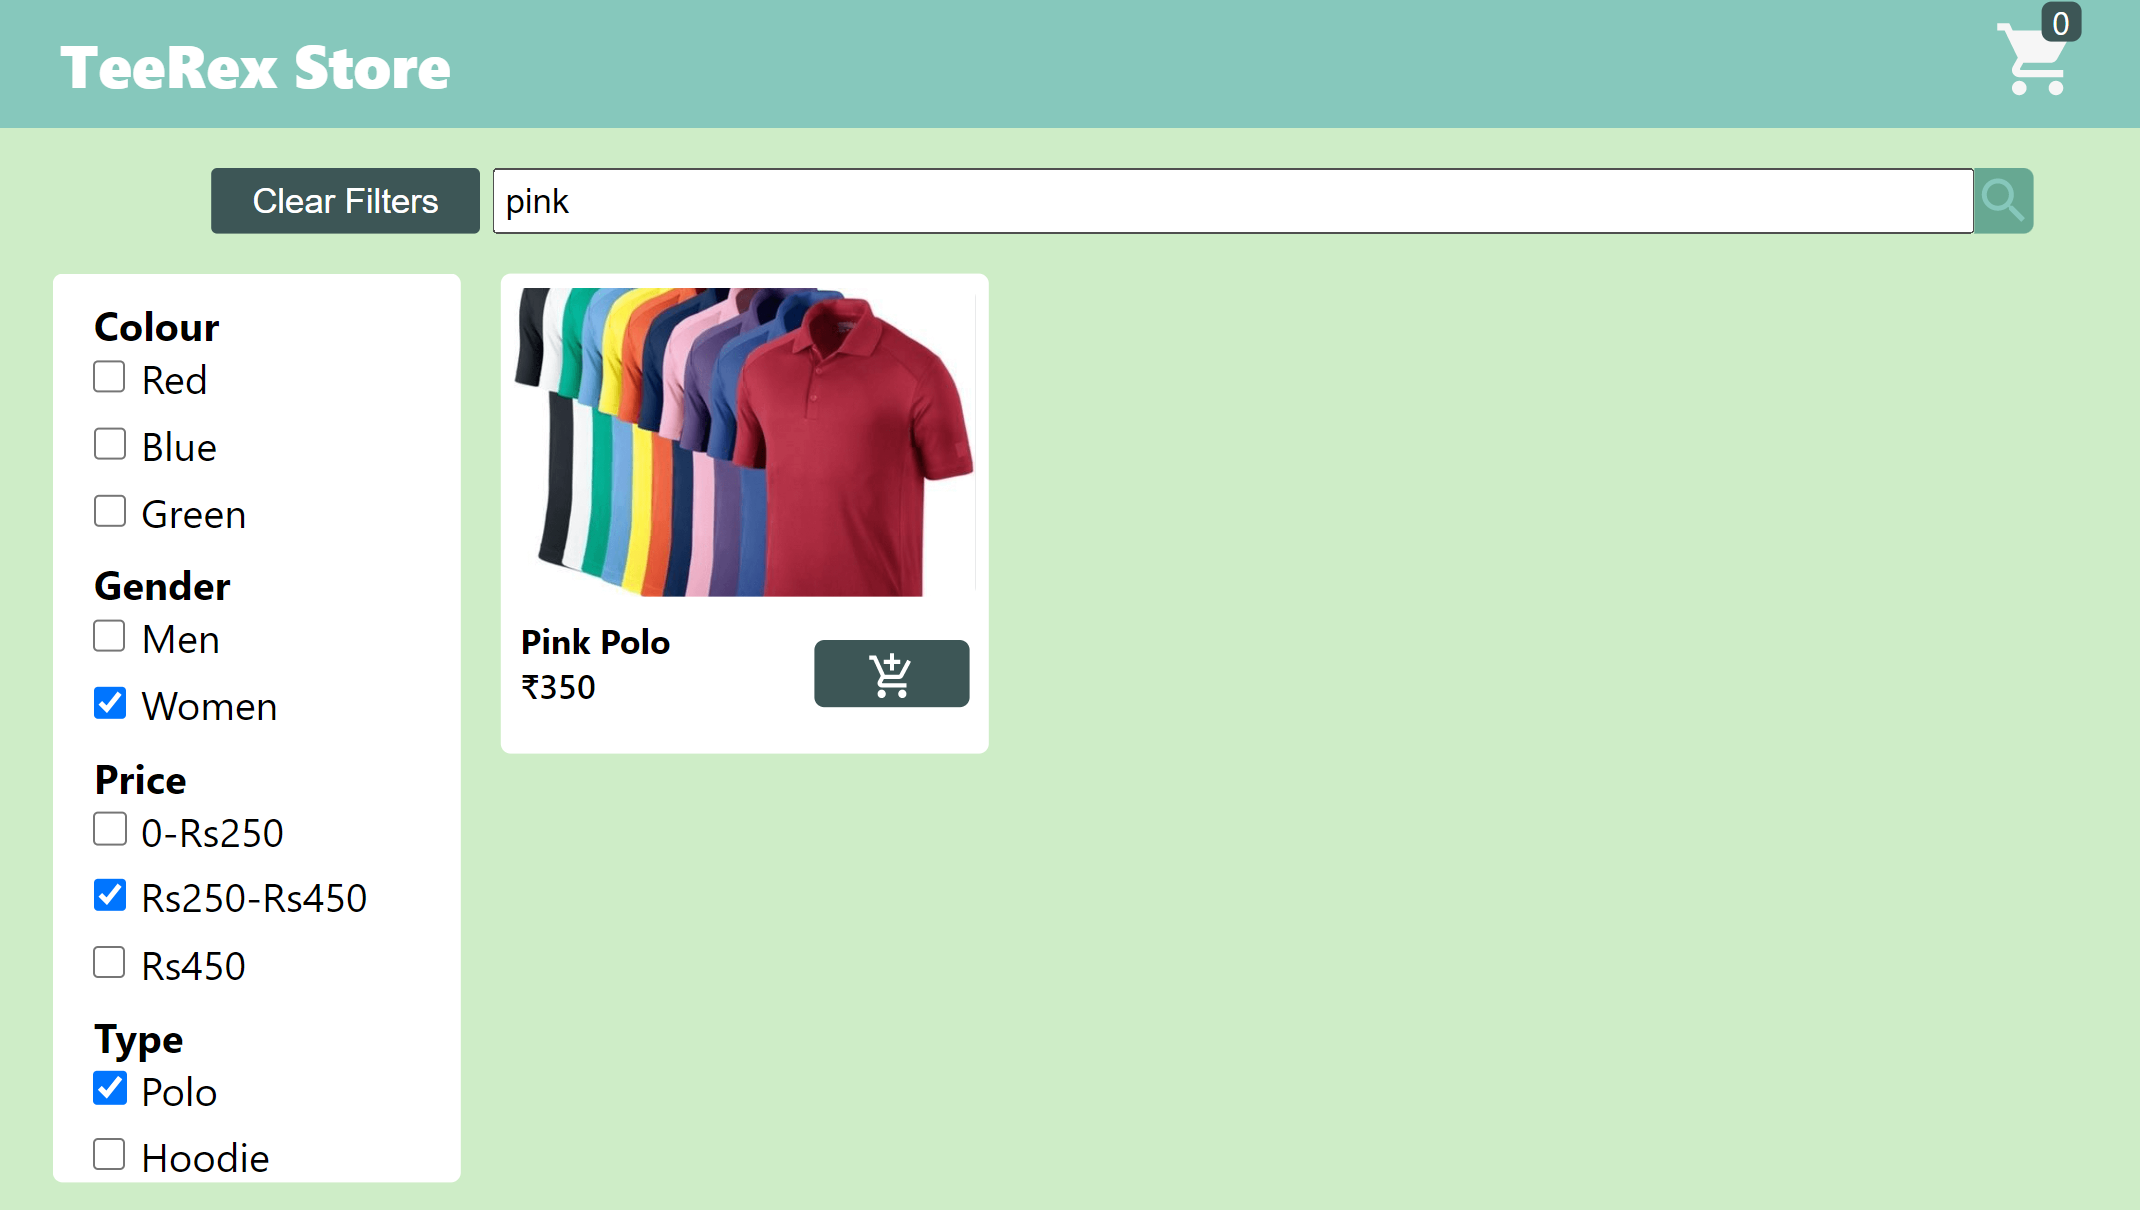 TeeRex Store
0
Clear Filters
pink
Colour
Red
Blue
Green
Gender
Men
Women
Price
0-Rs250
Rs250-Rs450
Rs450
Type
Polo
Hoodie
Pink Polo
₹350